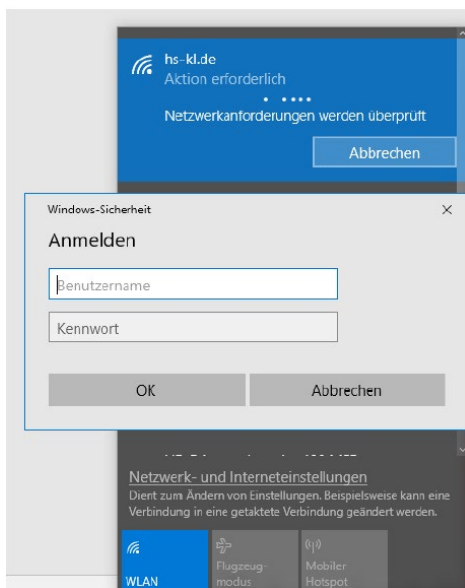 hs-kl.de
Aktion erforderlich
Netzwerkanforderungen werden überprüft
Abbrechen
Windows-Sicherheit
Anmelden
Benutzername
Kennwort
OK
Abbrechen
Netzwerk- und Interneteinstellungen
Dient zum Ändern von Einstellungen. Beispielsweise kann eine
Verbindung in eine getaktete Verbindung geändert werden.
WLAN
Flugzeug-
modus
Mobiler
Hotspot